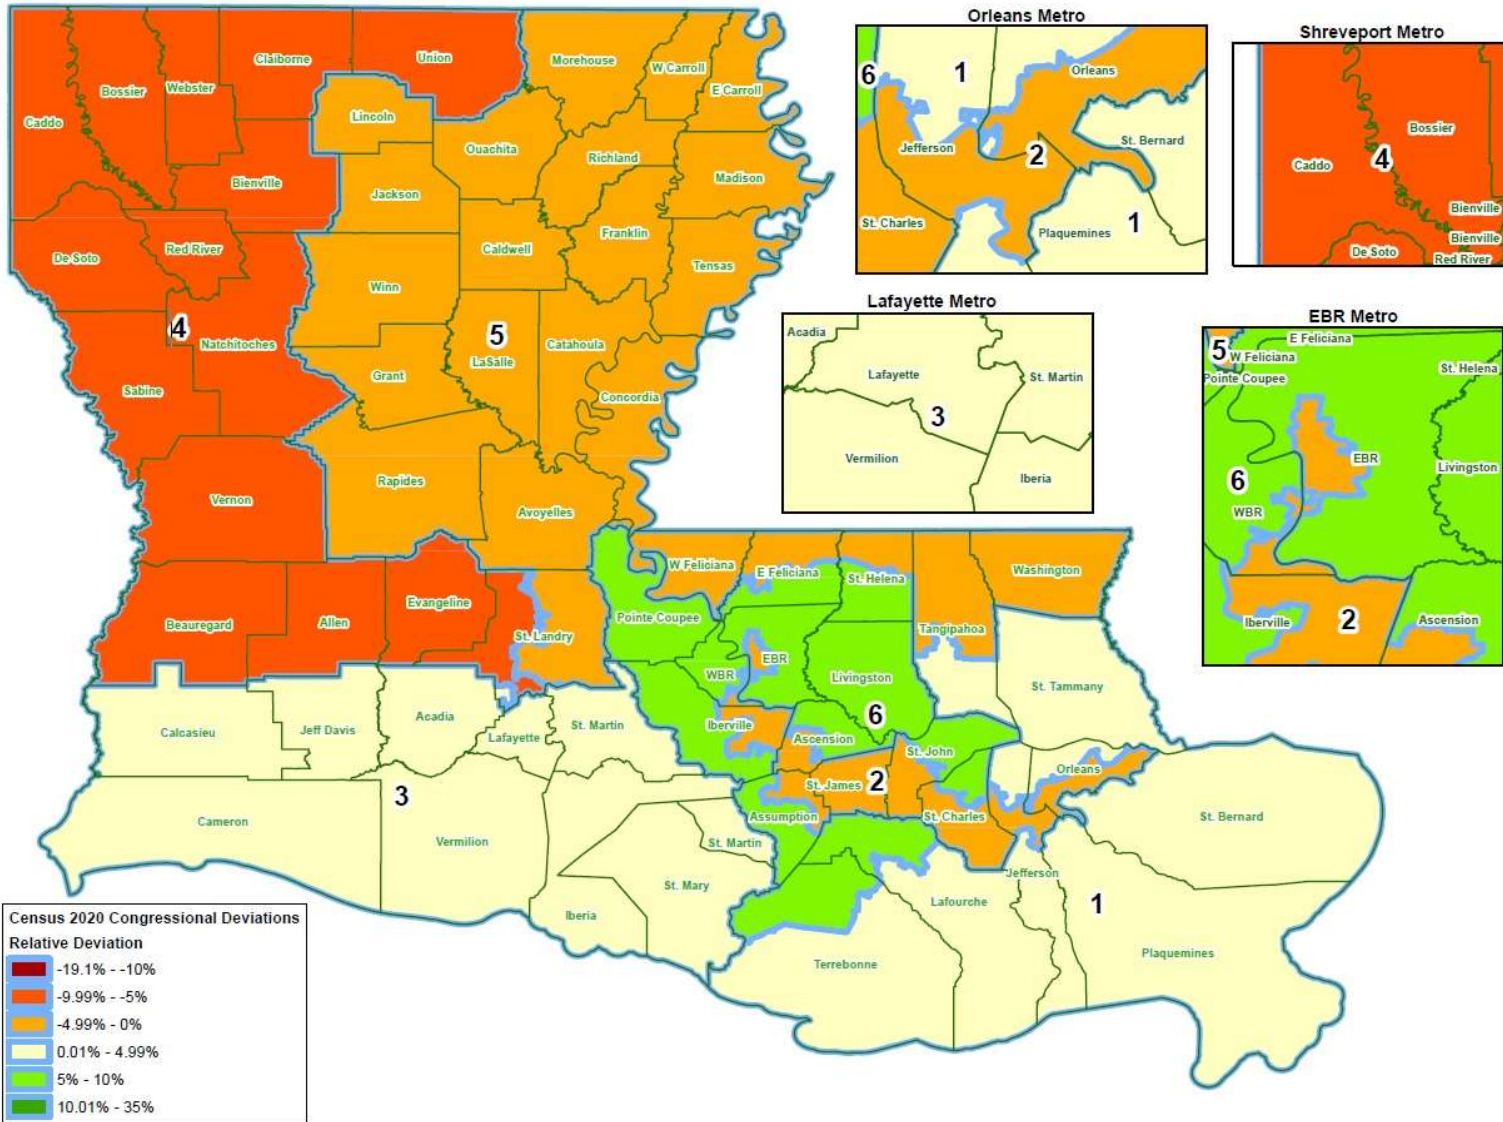 Orleans Metro
6
1
Orleans
Jefferson
2
St. Bernard
St. Charles
Plaquemines
1
Shreveport Metro
Bossier
Caddo
4
Bienville
Bienville
De Soto
Red River
Lafayette Metro
Acadia
Lafayette
St. Martin
3
Vermilion
Iberia
EBR Metro
E Feliciana
5
W Feliciana
St. Helena
Pointe Coupee
EBR
Livingston
6
WBR
Iberville
2
Ascension
Claiborne
Union
Morehouse
W Carroll
E Carroll
Bossier
Webster
Caddo
Lincoln
Ouachita
Richland
Madison
Bienville
Jackson
Franklin
Caldwell
De Soto
Red River
Tensas
Winn
4
Natchitoches
5
LaSalle
Catahoula
Sabine
Grant
Concordia
Rapides
Vernon
Avoyelles
W Feliciana
E Feliciana
St. Helena
Washington
Beauregard
Allen
Evangeline
St. Landry
Pointe Coupee
Tangipahoa
EBR
WBR
Livingston
St. Tammany
Calcasieu
Jeff Davis
Acadia
Lafayette
St. Martin
Iberville
Ascension
6
St. John
Orleans
3
St. James
2
Cameron
Vermilion
Assumption
St. Charles
St. Bernard
St. Martin
St. Mary
Jefferson
Iberia
Lafourche
1
Terrebonne
Plaquemines
Census 2020 Congressional Deviations
Relative Deviation
-19.1% - -10%
-9.99% - -5%
-4.99% - 0%
0.01% - 4.99%
5% - 10%
10.01% - 35%